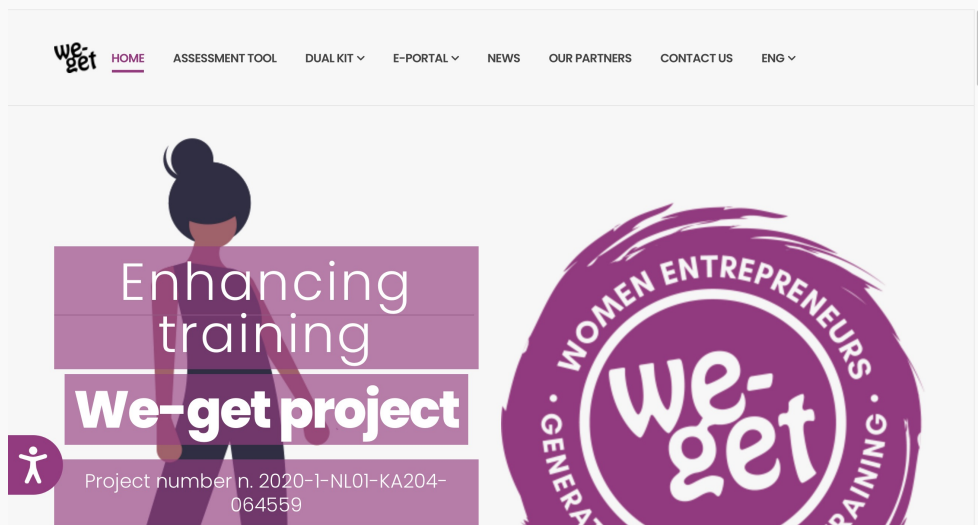 we-
get
HOME
ASSESSMENT TOOL
DUAL KIT
E-PORTAL
NEWS
OUR PARTNERS
CONTACT US
ENG
Enhancing
training
We-get project
Project number n. 2020-1-NL01-KA204-
064559
WOMEN ENTREPRENEURS
we-
get